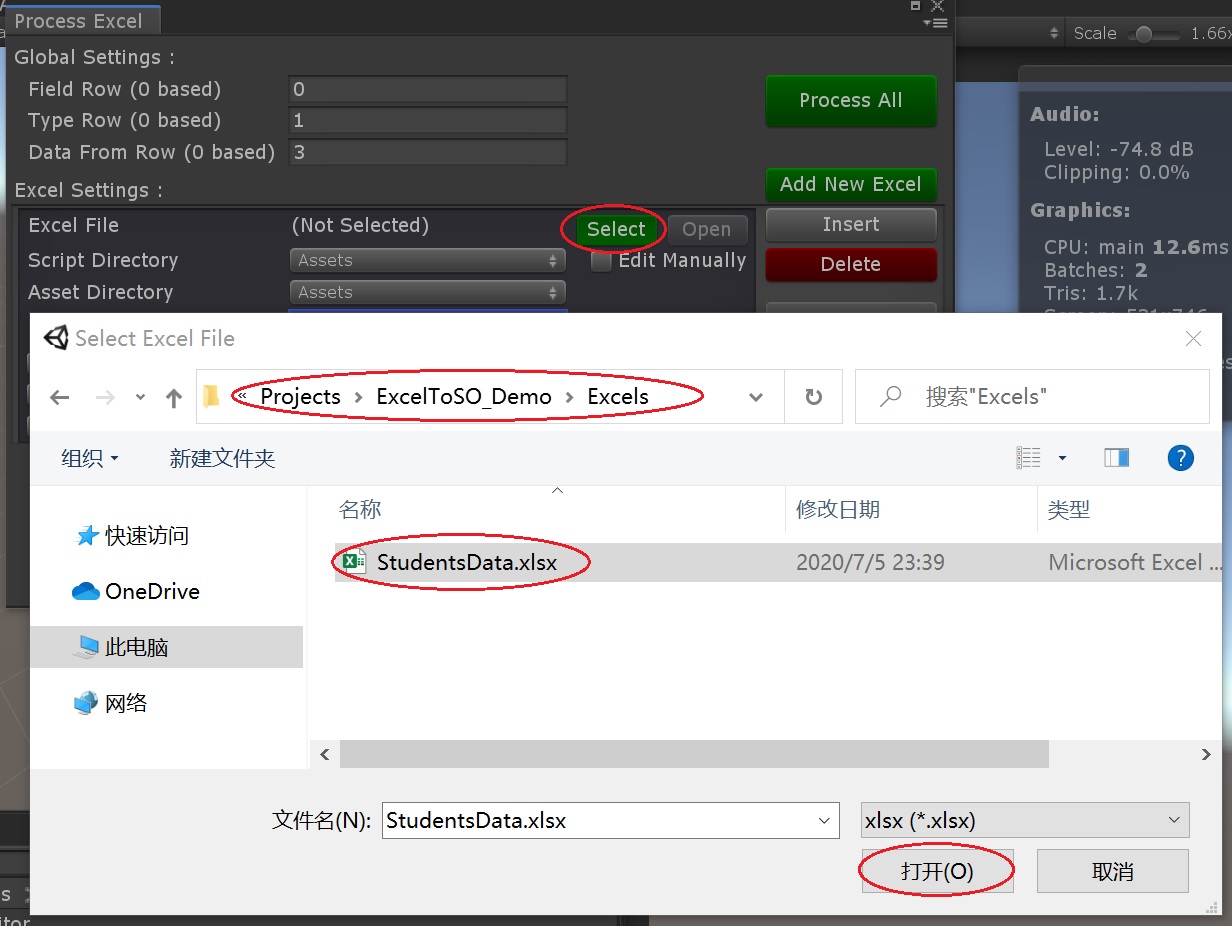 Process Excel
Scale 1.66x
Global Settings :
Field Row (0 based) 0
Process All
Type Row (0 based) 1
Data From Row (0 based) 3
Audio:
Level: -74.8 dB
Clipping: 0.0%
Graphics:
CPU: main 12.6ms
Batches: 2
Tris: 1.7k
Excel Settings :
Add New Excel
Excel File (Not Selected) Select Open
Insert
Script Directory Assets Edit Manually
Delete
Asset Directory Assets
Select Excel File
« Projects › ExcelToSO_Demo › Excels
搜索"Excels"
组织 新建文件夹
?
名称 修改日期 类型
快速访问
StudentsData.xlsx 2020/7/5 23:39 Microsoft Excel ...
OneDrive
此电脑
网络
文件名(N): StudentsData.xlsx xlsx (*.xlsx)
打开(O) 取消